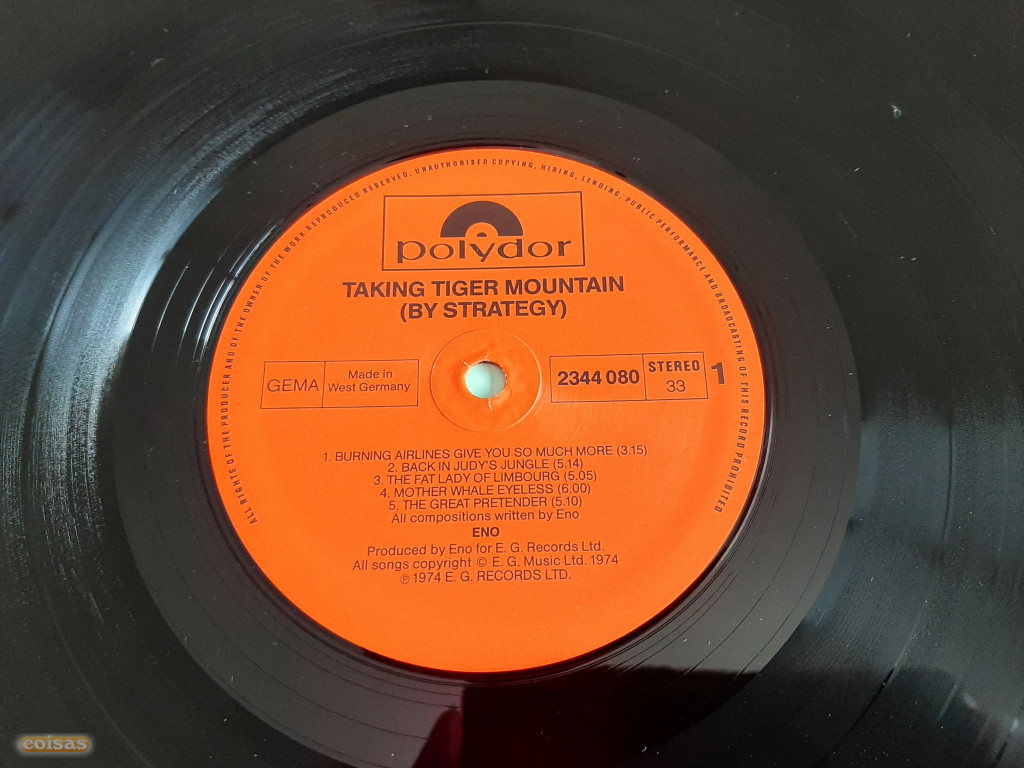 ALL RIGHTS OF THE PRODUCER AND OF THE OWNER OF THE WORK REPRODUCED RESERVED. UNAUTHORISED COPYING, HIRING, LENDING, PUBLIC PERFORMANCE AND BROADCASTING OF THIS RECORD PROHIBITED
polydor
TAKING TIGER MOUNTAIN
(BY STRATEGY)
GEMA
Made in
West Germany
2344 080
STEREO
33
1
1. BURNING AIRLINES GIVE YOU SO MUCH MORE (3.15)
2. BACK IN JUDY'S JUNGLE (5.14)
3. THE FAT LADY OF LIMBOURG (5.05)
4. MOTHER WHALE EYELESS (6.00)
5. THE GREAT PRETENDER (5.10)
All compositions written by Eno
ENO
Produced by Eno for E. G. Records Ltd.
All songs copyright © E. G. Music Ltd. 1974
℗ 1974 E. G. RECORDS LTD.
coisas